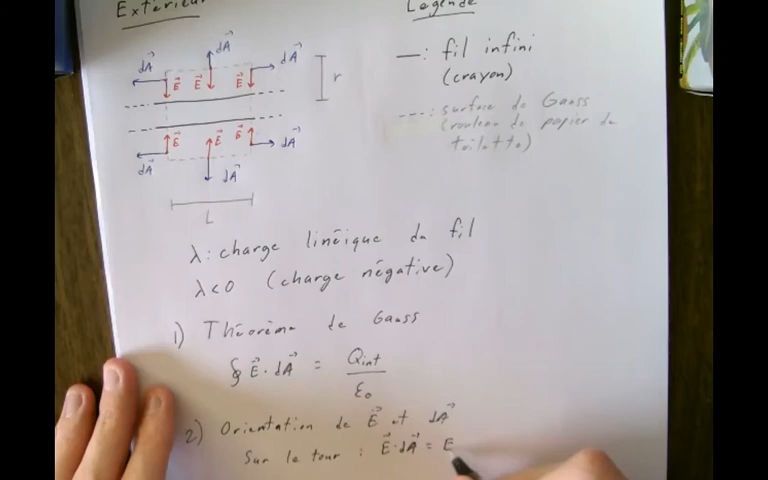 Extérieur
Légende
dA
dA
dA
E
E
E
r
E
E
E
dA
dA
dA
L
— : fil infini
(crayon)
--- : surface de Gauss
(rouleau de papier de
toilette)
λ : charge linéique du fil
λ<0 (charge négative)
1) Théorème de Gauss
∮ E⃗ · dA⃗ = Qint / ε0
2) Orientation de E⃗ et dA⃗
Sur le tour : E⃗·dA⃗ = E